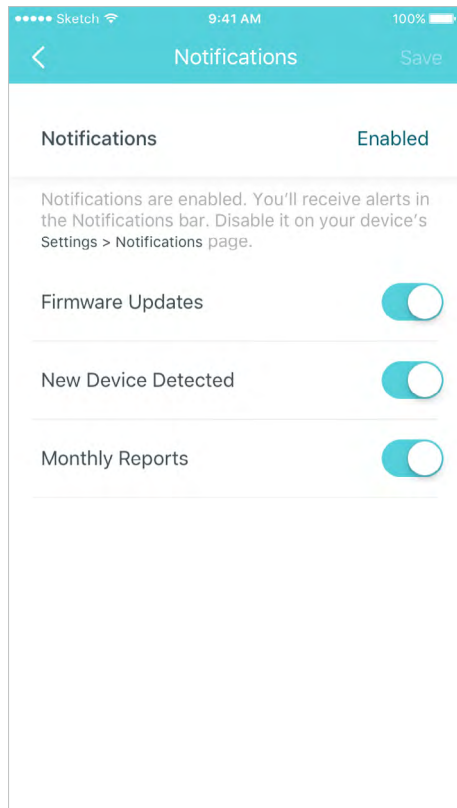 Sketch 9:41 AM 100%
Notifications Save
Notifications Enabled
Notifications are enabled. You'll receive alerts in
the Notifications bar. Disable it on your device's
Settings > Notifications page.
Firmware Updates
New Device Detected
Monthly Reports